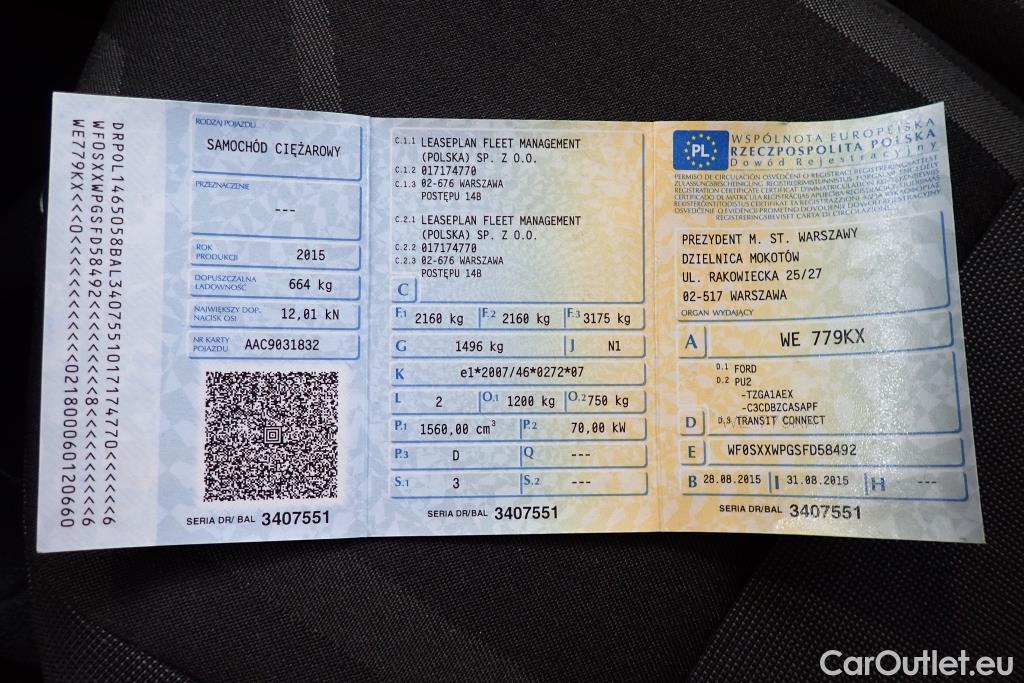 DRPOL1465058BAL3407551017174770<<<<<6
WF0SXXWPGSFD58492<<<<<<<8<<<<<<<<<<6
WE779KX<<<0<<<<<<<<<<<021800060120660
RODZAJ POJAZDU
SAMOCHÓD CIĘŻAROWY
PRZEZNACZENIE
---
ROK PRODUKCJI 2015
DOPUSZCZALNA ŁADOWNOŚĆ 664 kg
NAJWIĘKSZY DOP. NACISK OSI 12,01 kN
NR KARTY POJAZDU AAC9031832
SERIA DR/ BAL 3407551
C.1.1 LEASEPLAN FLEET MANAGEMENT
(POLSKA) SP. Z O.O.
C.1.2 017174770
C.1.3 02-676 WARSZAWA
POSTĘPU 14B
C.2.1 LEASEPLAN FLEET MANAGEMENT
(POLSKA) SP. Z O.O.
C.2.2 017174770
C.2.3 02-676 WARSZAWA
POSTĘPU 14B
C
F.1 2160 kg F.2 2160 kg F.3 3175 kg
G 1496 kg J N1
K e1*2007/46*0272*07
L 2 O.1 1200 kg O.2 750 kg
P.1 1560,00 cm³ P.2 70,00 kW
P.3 D Q ---
S.1 3 S.2 ---
SERIA DR/ BAL 3407551
PL
WSPÓLNOTA EUROPEJSKA
RZECZPOSPOLITA POLSKA
Dowód Rejestracyjny
PREZYDENT M. ST. WARSZAWY
DZIELNICA MOKOTÓW
UL. RAKOWIECKA 25/27
02-517 WARSZAWA
ORGAN WYDAJĄCY
A WE 779KX
D.1 FORD
D.2 PU2
-TZGA1AEX
-C3CDBZCASAPF
D D.3 TRANSIT CONNECT
E WF0SXXWPGSFD58492
B 28.08.2015 I 31.08.2015 H ---
SERIA DR/BAL 3407551
CarOutlet.eu